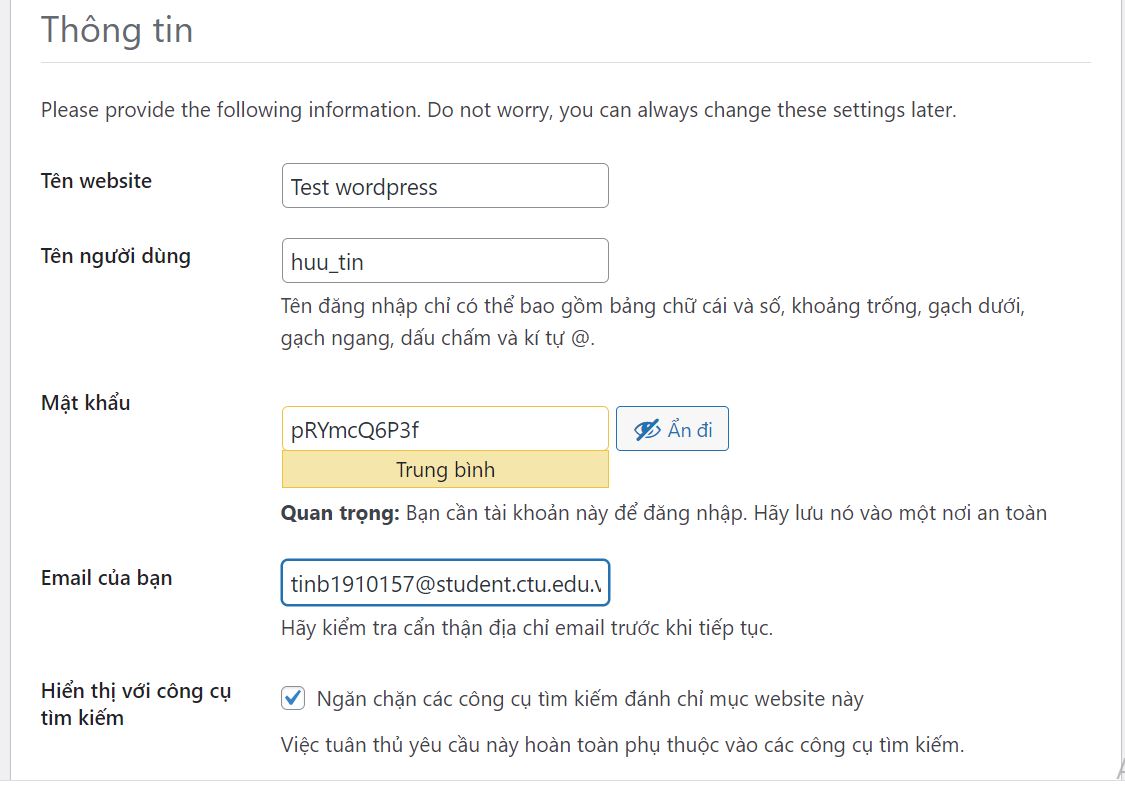 Thông tin
Please provide the following information. Do not worry, you can always change these settings later.
Tên website
Test wordpress
Tên người dùng
huu_tin
Tên đăng nhập chỉ có thể bao gồm bảng chữ cái và số, khoảng trống, gạch dưới,
gạch ngang, dấu chấm và kí tự @.
Mật khẩu
pRYmcQ6P3f
Ẩn đi
Trung bình
Quan trọng: Bạn cần tài khoản này để đăng nhập. Hãy lưu nó vào một nơi an toàn
Email của bạn
tinb1910157@student.ctu.edu.v
Hãy kiểm tra cẩn thận địa chỉ email trước khi tiếp tục.
Hiển thị với công cụ
tìm kiếm
Ngăn chặn các công cụ tìm kiếm đánh chỉ mục website này
Việc tuân thủ yêu cầu này hoàn toàn phụ thuộc vào các công cụ tìm kiếm.